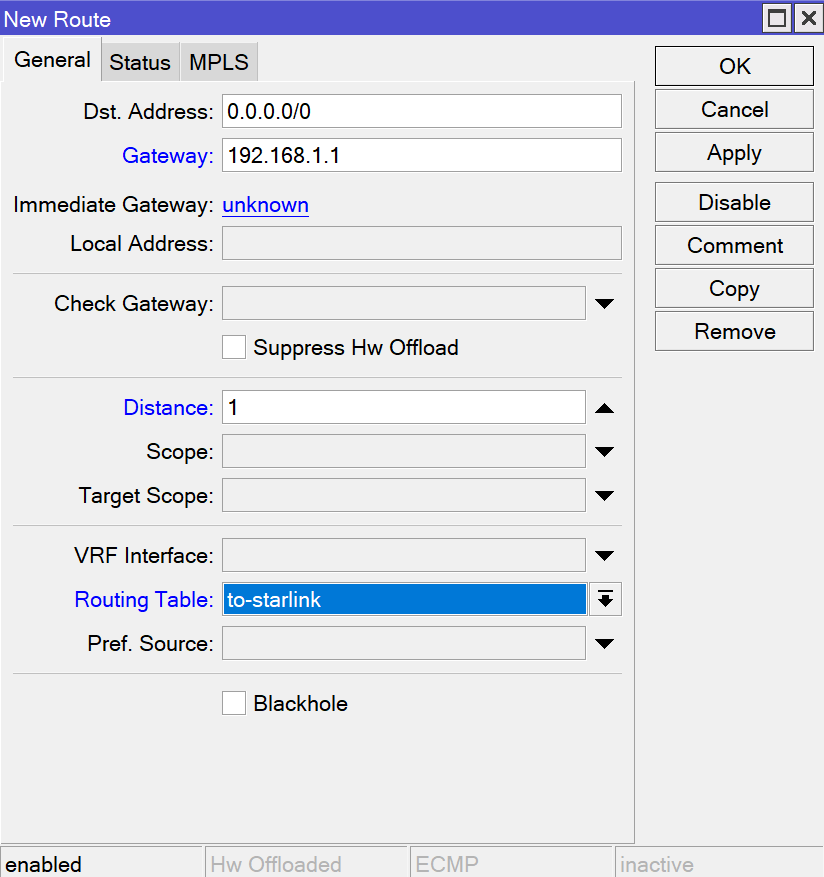 New Route
General Status MPLS
Dst. Address: 0.0.0.0/0
Gateway: 192.168.1.1
Immediate Gateway: unknown
Local Address:
Check Gateway:
Suppress Hw Offload
Distance: 1
Scope:
Target Scope:
VRF Interface:
Routing Table: to-starlink
Pref. Source:
Blackhole
OK
Cancel
Apply
Disable
Comment
Copy
Remove
enabled Hw Offloaded ECMP inactive